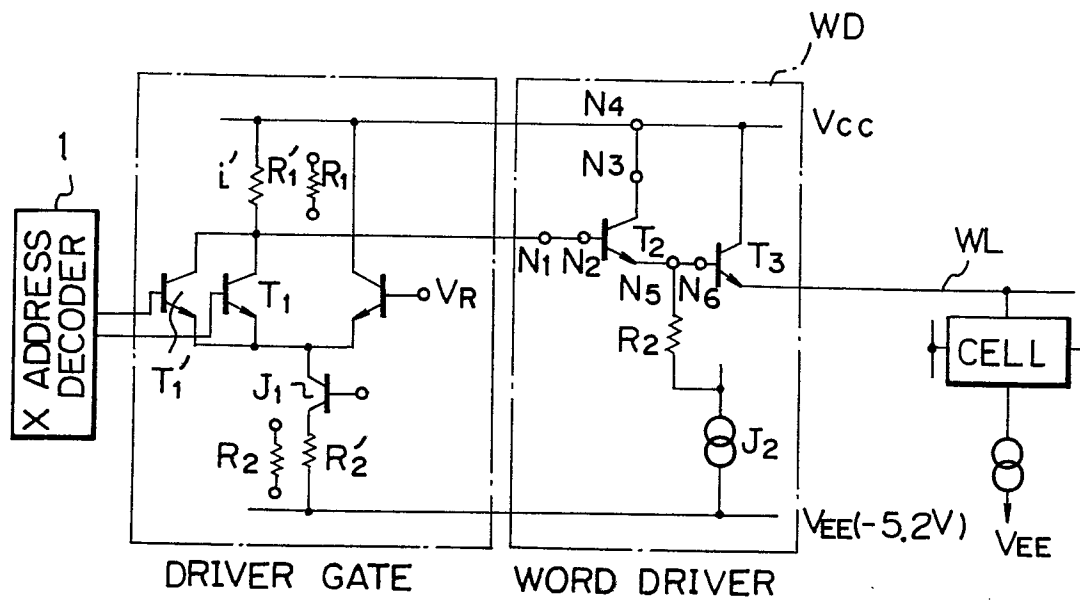 WD
1
X ADDRESS
DECODER
i'
R1'
R1
T1'
T1
VR
J1
R2
R2'
DRIVER GATE
N4
VCC
N3
N1
N2
T2
N5
N6
T3
R2
J2
VEE(-5.2V)
WORD DRIVER
WL
CELL
VEE